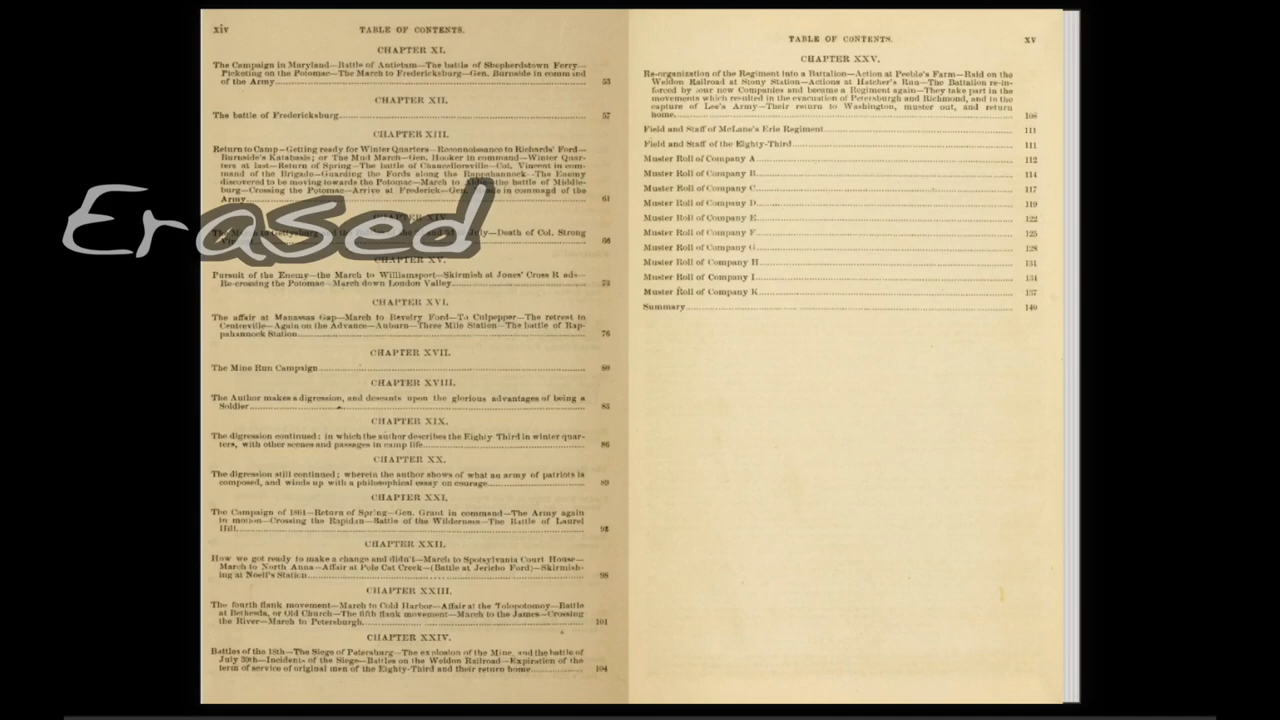 xiv TABLE OF CONTENTS.
CHAPTER XI.
The Campaign in Maryland—Battle of Antietam—The battle of Shepherdstown Ferry—
Picketing on the Potomac—The March to Fredericksburg—Gen. Burnside in command
of the Army 53
CHAPTER XII.
The battle of Fredericksburg 57
CHAPTER XIII.
Return to Camp—Getting ready for Winter Quarters—Reconnoissance to Richards' Ford—
Burnside's Katabasis; or The Mud March—Gen. Hooker in command—Winter Quar-
ters at last—Return of Spring—The battle of Chancellorsville—Col. Vincent in com-
mand of the Brigade—Guarding the Fords along the Rappahannock—The Enemy
discovered to be moving towards the Potomac—March to Aldie, the battle of Middle-
burg—Crossing the Potomac—Arrive at Frederick—Gen. Meade in command of the
Army 61
Erased
CHAPTER XIV.
The March to Gettysburg and the July—Death of Col. Strong
66
CHAPTER XV.
Pursuit of the Enemy—the March to Williamsport—Skirmish at Jones' Cross R ads—
Re-crossing the Potomac—March down London Valley 73
CHAPTER XVI.
The affair at Manassas Gap—March to Beverly Ford—To Culpepper—The retreat to
Centreville—Again on the Advance—Auburn—Three Mile Station—The battle of Rap-
pahannock Station 76
CHAPTER XVII.
The Mine Run Campaign 80
CHAPTER XVIII.
The Author makes a digression, and descants upon the glorious advantages of being a
Soldier 83
CHAPTER XIX.
The digression continued: in which the author describes the Eighty Third in winter quar-
ters, with other scenes and passages in camp life 86
CHAPTER XX.
The digression still continued; wherein the author shows of what an army of patriots is
composed, and winds up with a philosophical essay on courage 89
CHAPTER XXI.
The Campaign of 1864—Return of Spring—Gen. Grant in command—The Army again
in motion—Crossing the Rapidan—Battle of the Wilderness—The Battle of Laurel
Hill 93
CHAPTER XXII.
How we got ready to make a change and didn't—March to Spotsylvania Court House—
March to North Anna—Affair at Pole Cat Creek—(Battle at Jericho Ford)—Skirmish-
ing at Noell's Station 98
CHAPTER XXIII.
The fourth flank movement—March to Cold Harbor—Affair at the Tolopotomoy—Battle
at Bethesda, or Old Church—The fifth flank movement—March to the James—Crossing
the River—March to Petersburgh 101
CHAPTER XXIV.
Battles of the 18th—The Siege of Petersburg—The explosion of the Mine, and the battle of
July 30th—Incidents of the Siege—Battles on the Weldon Railroad—Expiration of the
term of service of original men of the Eighty-Third and their return home 104
TABLE OF CONTENTS. xv
CHAPTER XXV.
Re-organization of the Regiment into a Battalion—Action at Peeble's Farm—Raid on the
Weldon Railroad at Stony Station—Actions at Hatcher's Run—The Battalion re-in-
forced by four new Companies and became a Regiment again—They take part in the
movements which resulted in the evacuation of Petersburgh and Richmond, and in the
capture of Lee's Army—Their return to Washington, muster out, and return
home. 108
Field and Staff of McLane's Erie Regiment 111
Field and Staff of the Eighty-Third 111
Muster Roll of Company A 112
Muster Roll of Company B 114
Muster Roll of Company C 117
Muster Roll of Company D 119
Muster Roll of Company E 122
Muster Roll of Company F 125
Muster Roll of Company G 128
Muster Roll of Company H 131
Muster Roll of Company I 134
Muster Roll of Company K 137
Summary 140